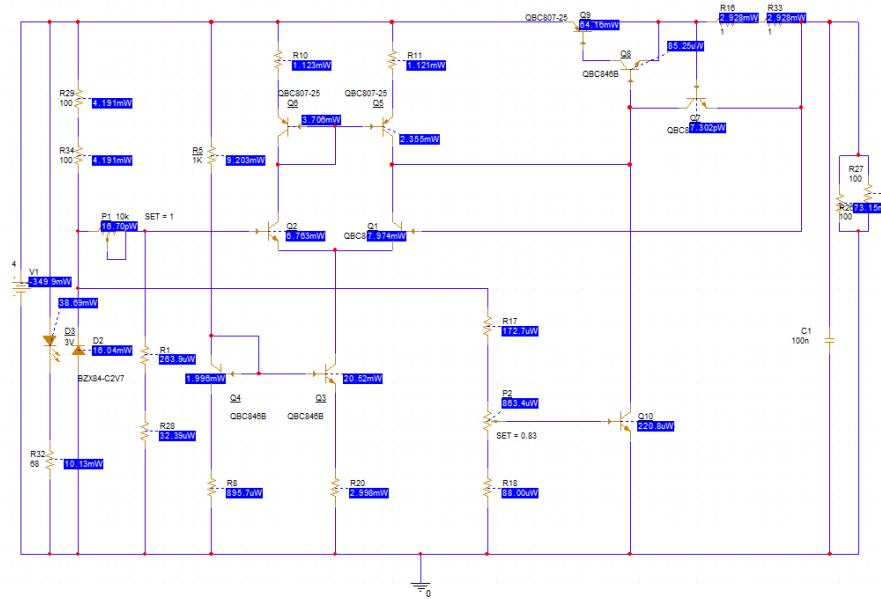 QBC807-25
Q9
64.16mW
R16
2.928mW
1
R33
2.928mW
1
Q8
85.25uW
QBC846B
R10
1.123mW
R11
1.121mW
R29
100
4.191mW
QBC807-25
Q6
3.706mW
QBC807-25
Q5
2.355mW
Q7
7.302pW
R34
100
4.191mW
R5
1K
9.203mW
R27
100
73.15m
100
P1 10k
SET = 1
16.70pW
Q2
6.763mW
Q1
7.974mW
4
V1
-349.9mW
38.69mW
D3
3V
D2
16.04mW
BZX84-C2V7
R1
263.9uW
R17
172.7uW
C1
100n
1.996mW
Q4
QBC846B
20.52mW
Q3
QBC846B
P2
863.4uW
SET = 0.83
Q10
220.8uW
R28
32.39uW
R32
68
10.13mW
R8
895.7uW
R20
2.998mW
R18
88.00uW
0